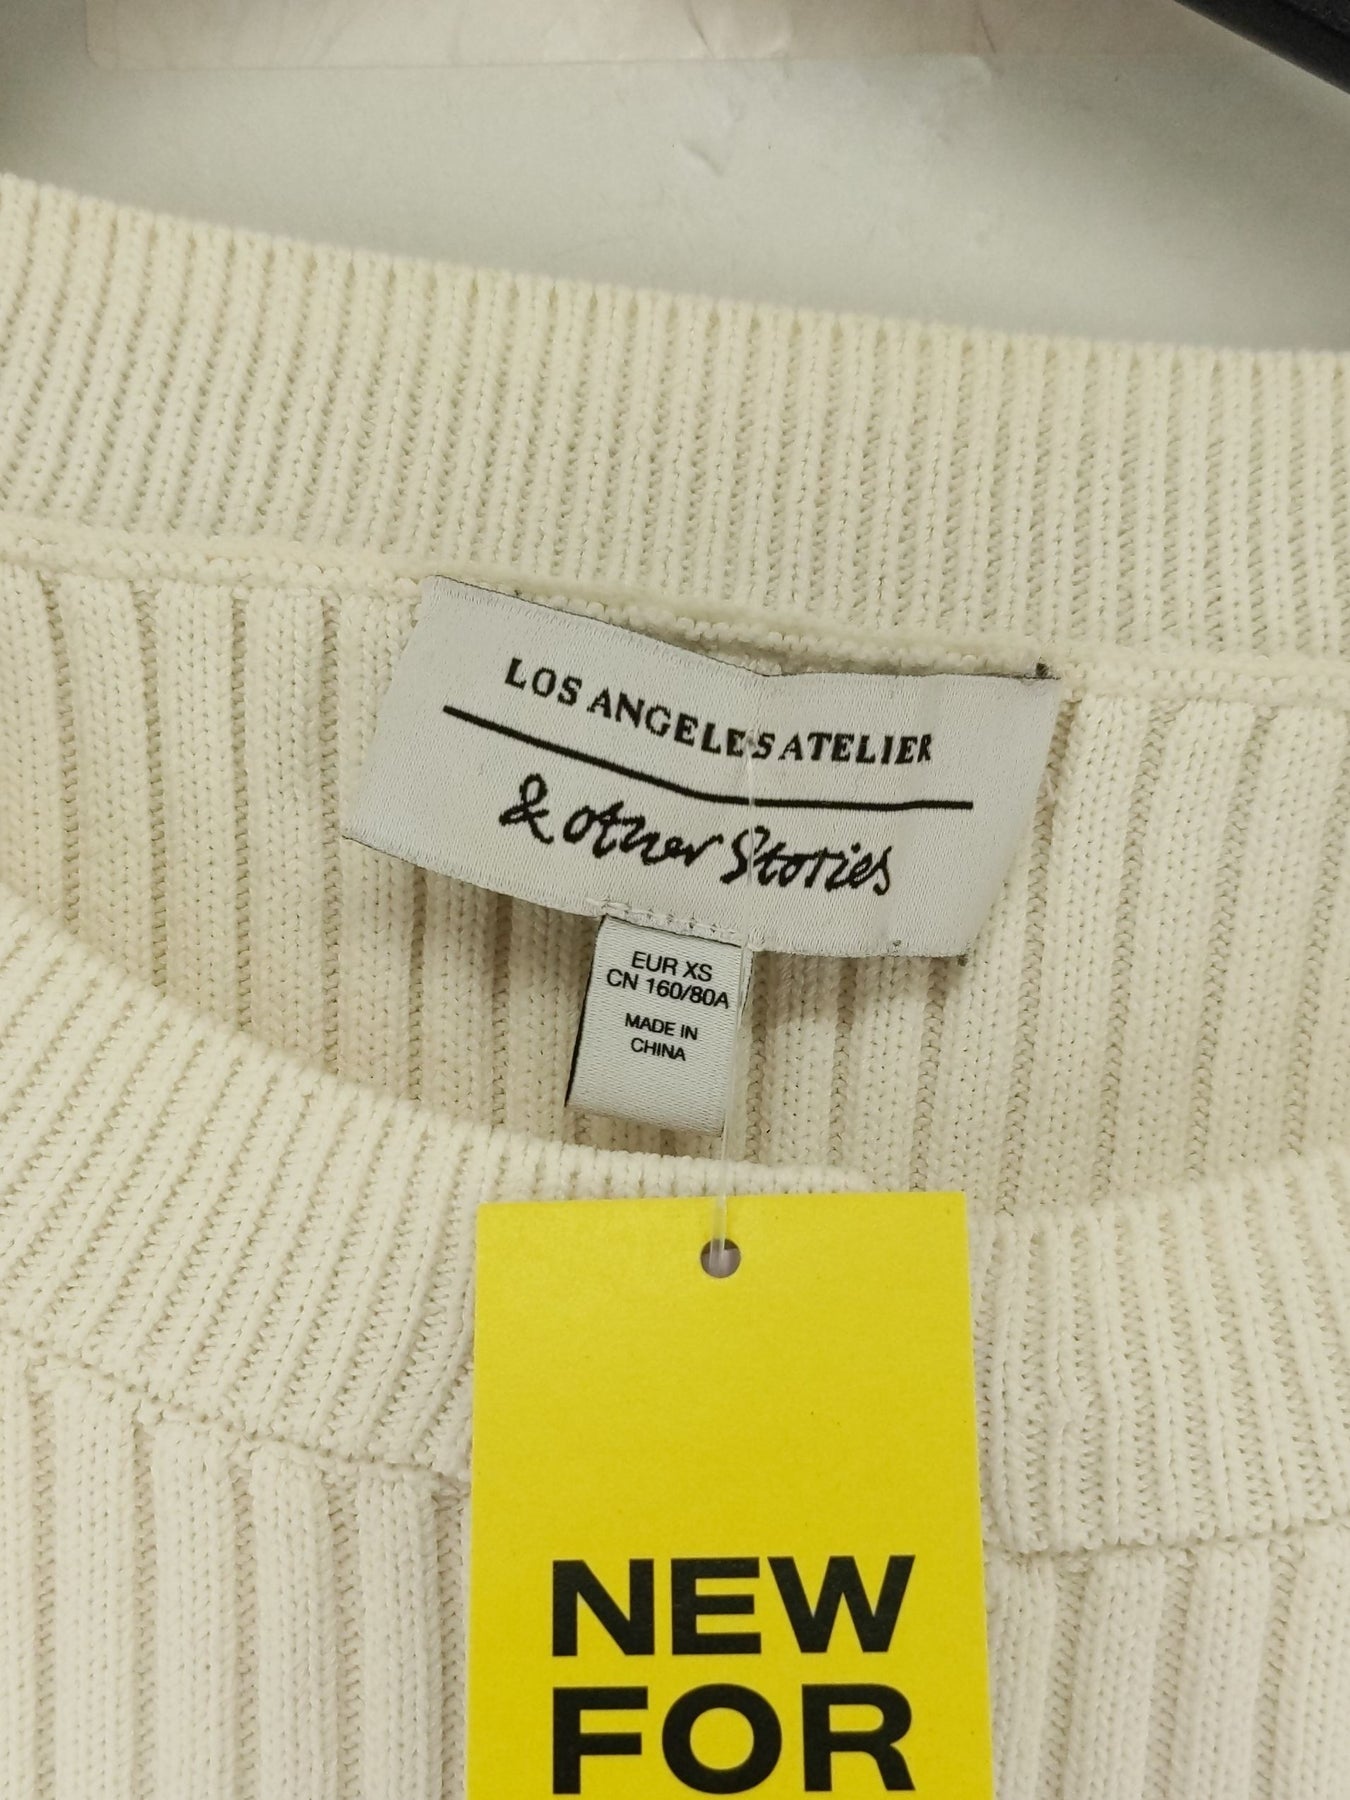 LOS ANGELES ATELIER
& other Stories
EUR XS
CN 160/80A
MADE IN
CHINA
NEW
FOR